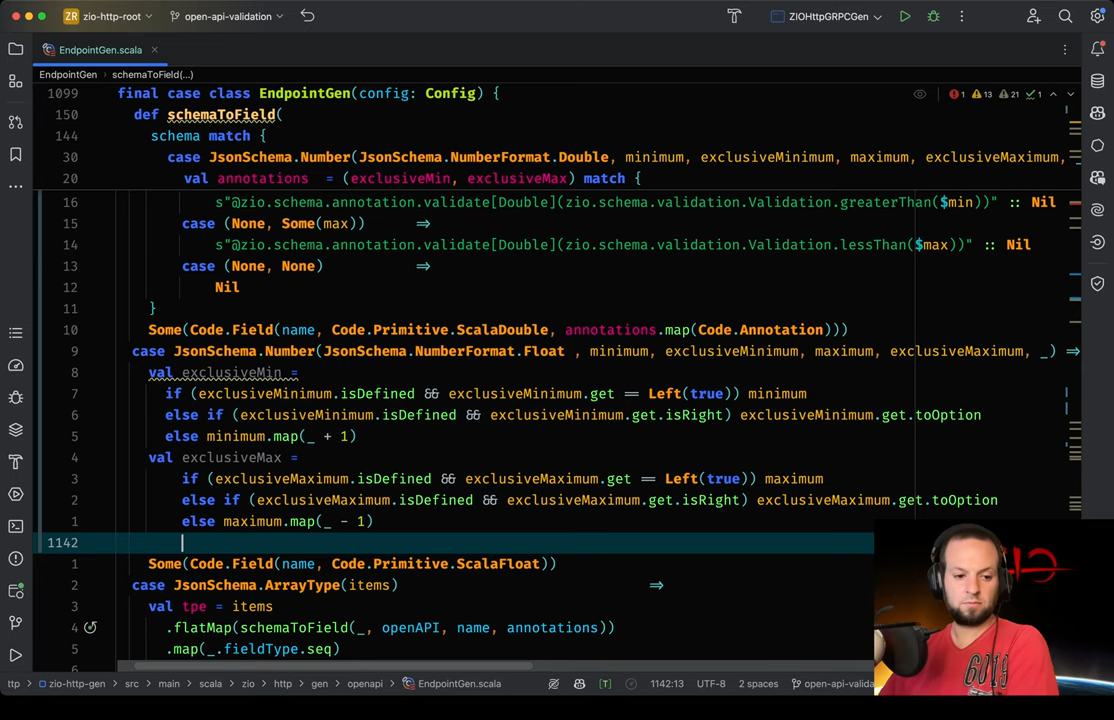 ZR zio-http-root open-api-validation ZIOHttpGRPCGen
EndpointGen.scala
EndpointGen schemaToField(...)
1099 final case class EndpointGen(config: Config) { 1 13 21 1
150 def schemaToField(
144 schema match {
30 case JsonSchema.Number(JsonSchema.NumberFormat.Double, minimum, exclusiveMinimum, maximum, exclusiveMaximum,
20 val annotations = (exclusiveMin, exclusiveMax) match {
16 s"@zio.schema.annotation.validate[Double](zio.schema.validation.Validation.greaterThan($min))" :: Nil
15 case (None, Some(max)) ⇒
14 s"@zio.schema.annotation.validate[Double](zio.schema.validation.Validation.lessThan($max))" :: Nil
13 case (None, None) ⇒
12 Nil
11 }
10 Some(Code.Field(name, Code.Primitive.ScalaDouble, annotations.map(Code.Annotation)))
9 case JsonSchema.Number(JsonSchema.NumberFormat.Float , minimum, exclusiveMinimum, maximum, exclusiveMaximum, _) ⇒
8 val exclusiveMin =
7 if (exclusiveMinimum.isDefined && exclusiveMinimum.get == Left(true)) minimum
6 else if (exclusiveMinimum.isDefined && exclusiveMinimum.get.isRight) exclusiveMinimum.get.toOption
5 else minimum.map(_ + 1)
4 val exclusiveMax =
3 if (exclusiveMaximum.isDefined && exclusiveMaximum.get == Left(true)) maximum
2 else if (exclusiveMaximum.isDefined && exclusiveMaximum.get.isRight) exclusiveMaximum.get.toOption
1 else maximum.map(_ - 1)
1142
1 Some(Code.Field(name, Code.Primitive.ScalaFloat))
2 case JsonSchema.ArrayType(items) ⇒
3 val tpe = items
4 .flatMap(schemaToField(_, openAPI, name, annotations))
5 .map(_.fieldType.seq)
ttp zio-http-gen src main scala zio http gen openapi EndpointGen.scala 1142:13 UTF-8 2 spaces open-api-valida